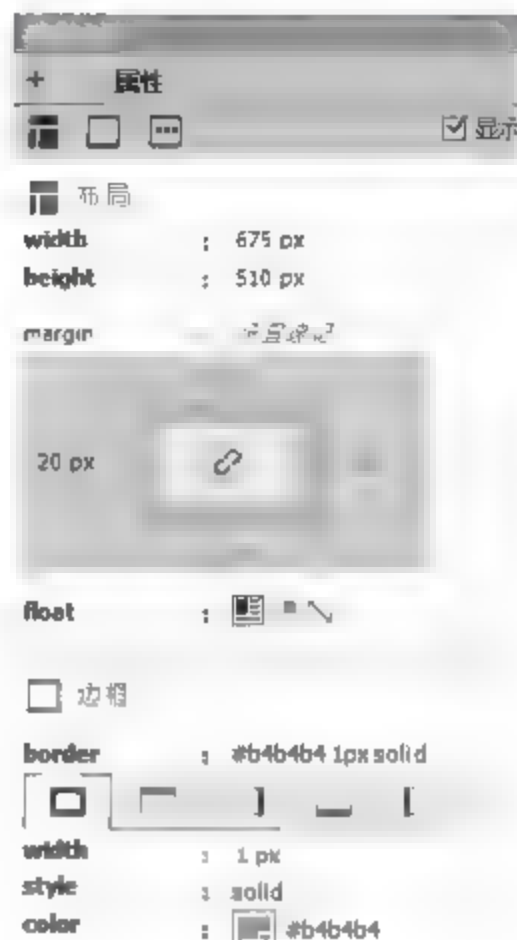 + 属性
显示
布局
width : 675 px
height : 510 px
margin
20 px
float :
边框
border : #b4b4b4 1px solid
width : 1 px
style : solid
color : #b4b4b4